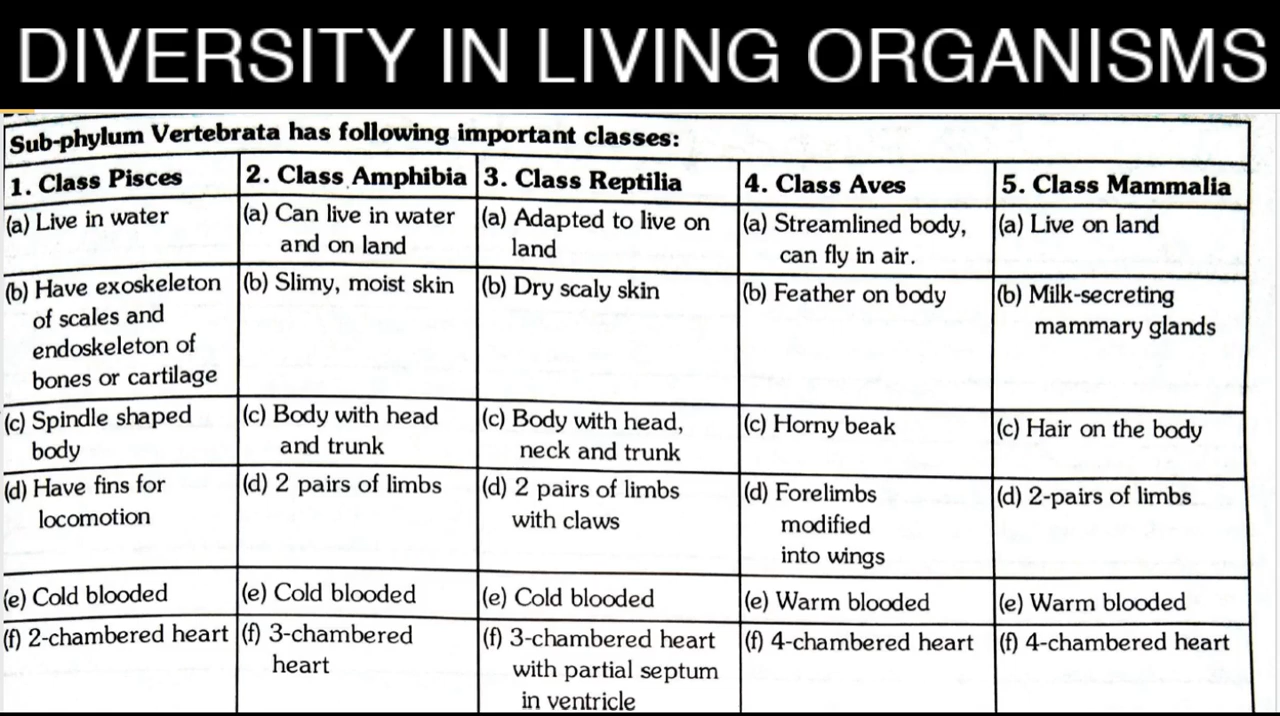 DIVERSITY IN LIVING ORGANISMS
Sub-phylum Vertebrata has following important classes:
1. Class Pisces
2. Class Amphibia
3. Class Reptilia
4. Class Aves
5. Class Mammalia
(a) Live in water
(a) Can live in water
and on land
(a) Adapted to live on
land
(a) Streamlined body,
can fly in air.
(a) Live on land
(b) Have exoskeleton
of scales and
endoskeleton of
bones or cartilage
(b) Slimy, moist skin
(b) Dry scaly skin
(b) Feather on body
(b) Milk-secreting
mammary glands
(c) Spindle shaped
body
(c) Body with head
and trunk
(c) Body with head,
neck and trunk
(c) Horny beak
(c) Hair on the body
(d) Have fins for
locomotion
(d) 2 pairs of limbs
(d) 2 pairs of limbs
with claws
(d) Forelimbs
modified
into wings
(d) 2-pairs of limbs
(e) Cold blooded
(e) Cold blooded
(e) Cold blooded
(e) Warm blooded
(e) Warm blooded
(f) 2-chambered heart
(f) 3-chambered
heart
(f) 3-chambered heart
with partial septum
in ventricle
(f) 4-chambered heart
(f) 4-chambered heart